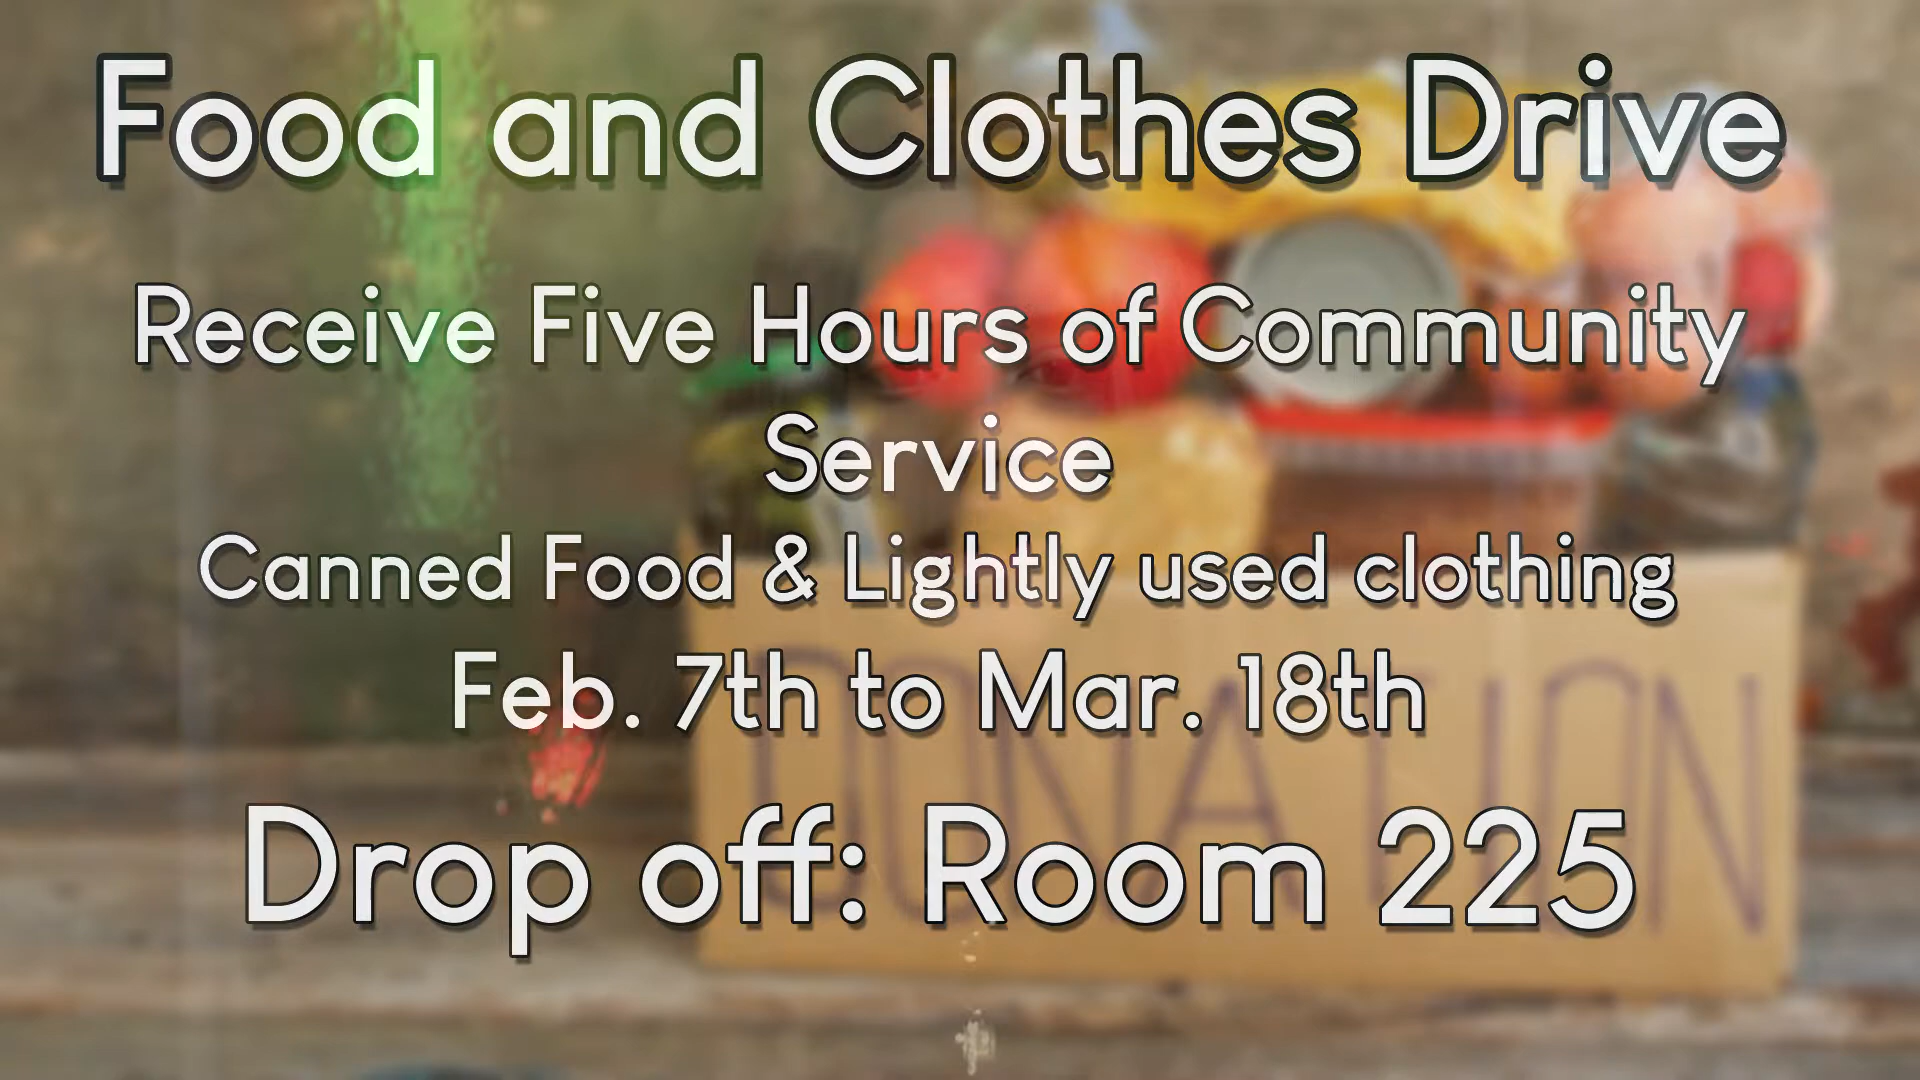 Food and Clothes Drive
Receive Five Hours of Community
Service
Canned Food & Lightly used clothing
Feb. 7th to Mar. 18th
Drop off: Room 225
DONATION